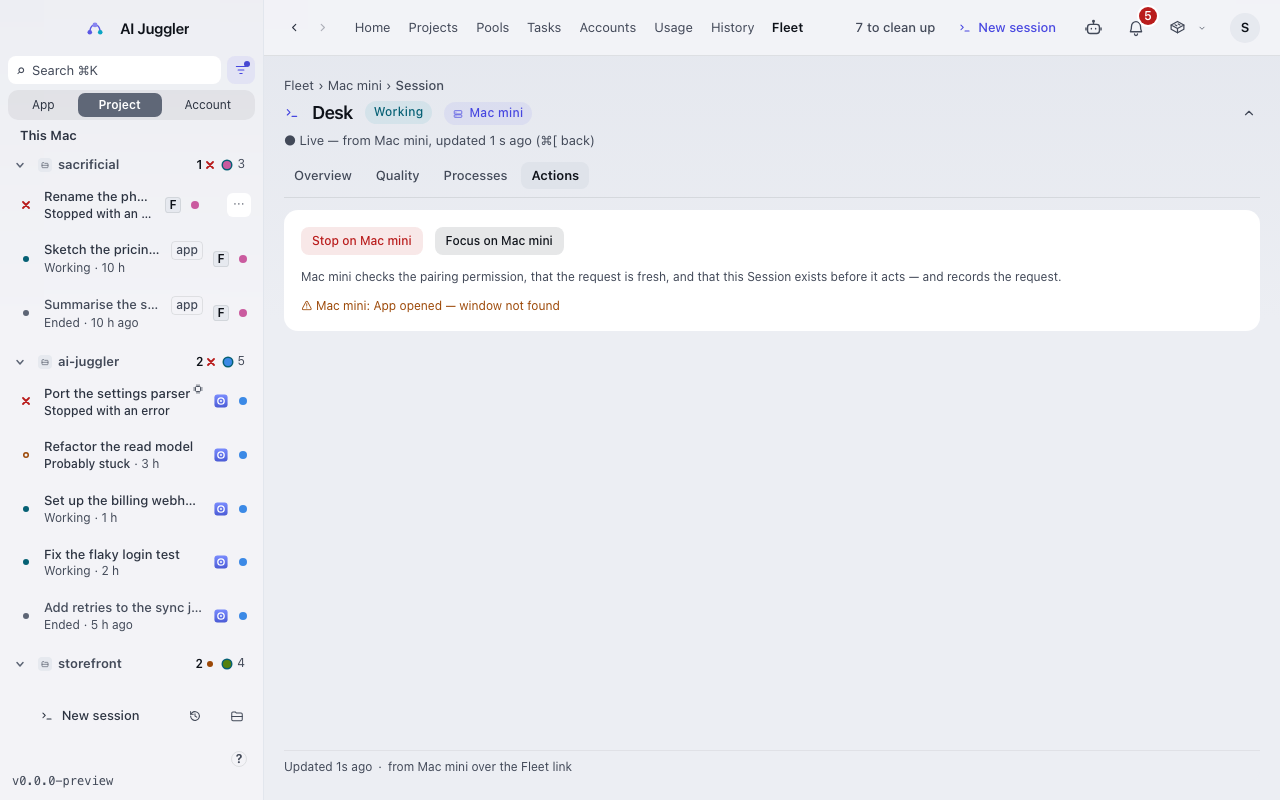 AI Juggler
Search ⌘K
App Project Account
This Mac
sacrificial 1 3
Rename the ph... F
Stopped with an ...
Sketch the pricin... app F
Working · 10 h
Summarise the s... app F
Ended · 10 h ago
ai-juggler 2 5
Port the settings parser
Stopped with an error
Refactor the read model
Probably stuck · 3 h
Set up the billing webh...
Working · 1 h
Fix the flaky login test
Working · 2 h
Add retries to the sync j...
Ended · 5 h ago
storefront 2 4
New session
?
v0.0.0-preview
Home Projects Pools Tasks Accounts Usage History Fleet 7 to clean up New session 5 S
Fleet › Mac mini › Session
Desk Working Mac mini
Live — from Mac mini, updated 1 s ago (⌘[ back)
Overview Quality Processes Actions
Stop on Mac mini Focus on Mac mini
Mac mini checks the pairing permission, that the request is fresh, and that this Session exists before it acts — and records the request.
⚠ Mac mini: App opened — window not found
Updated 1s ago · from Mac mini over the Fleet link